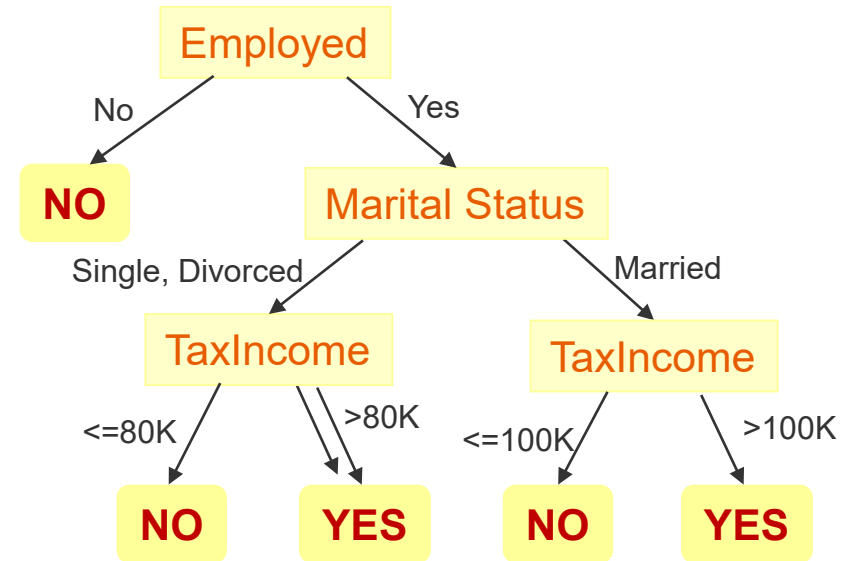 Employed
No
Yes
NO
Marital Status
Single, Divorced
Married
TaxIncome
TaxIncome
<=80K
>80K
<=100K
>100K
NO
YES
NO
YES